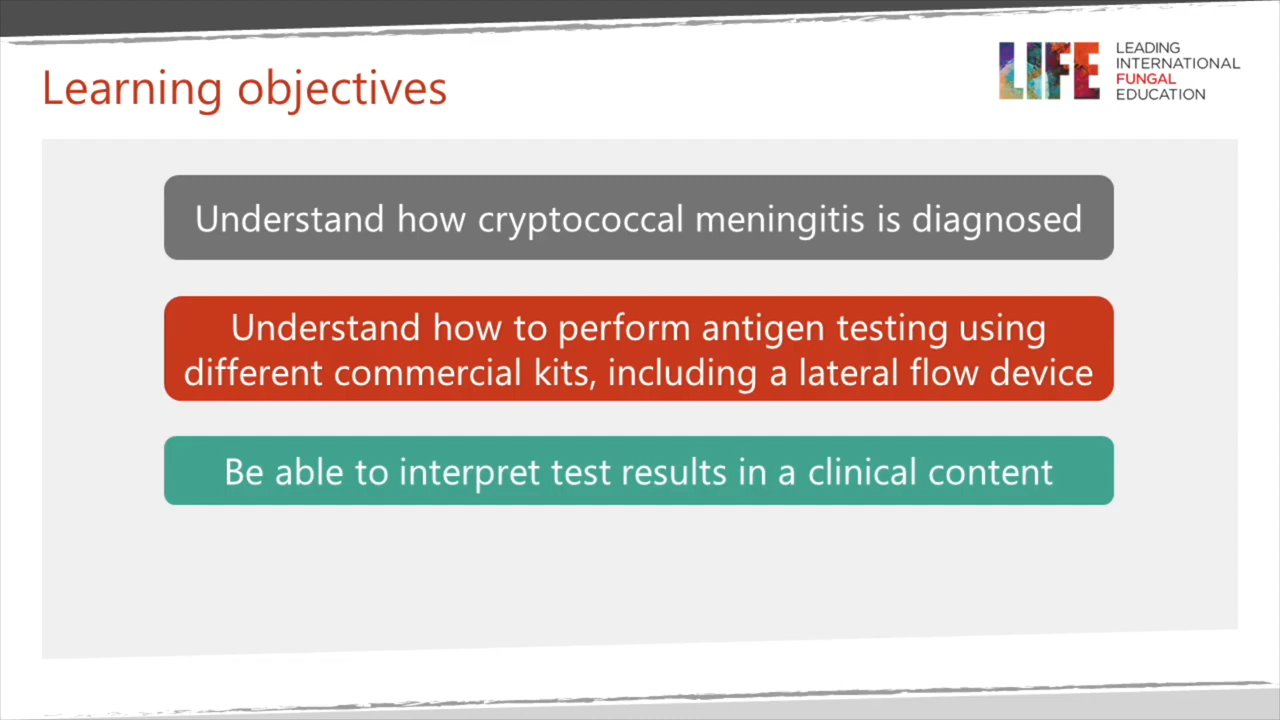 Learning objectives
LIFE
LEADING
INTERNATIONAL
FUNGAL
EDUCATION
Understand how cryptococcal meningitis is diagnosed
Understand how to perform antigen testing using
different commercial kits, including a lateral flow device
Be able to interpret test results in a clinical content